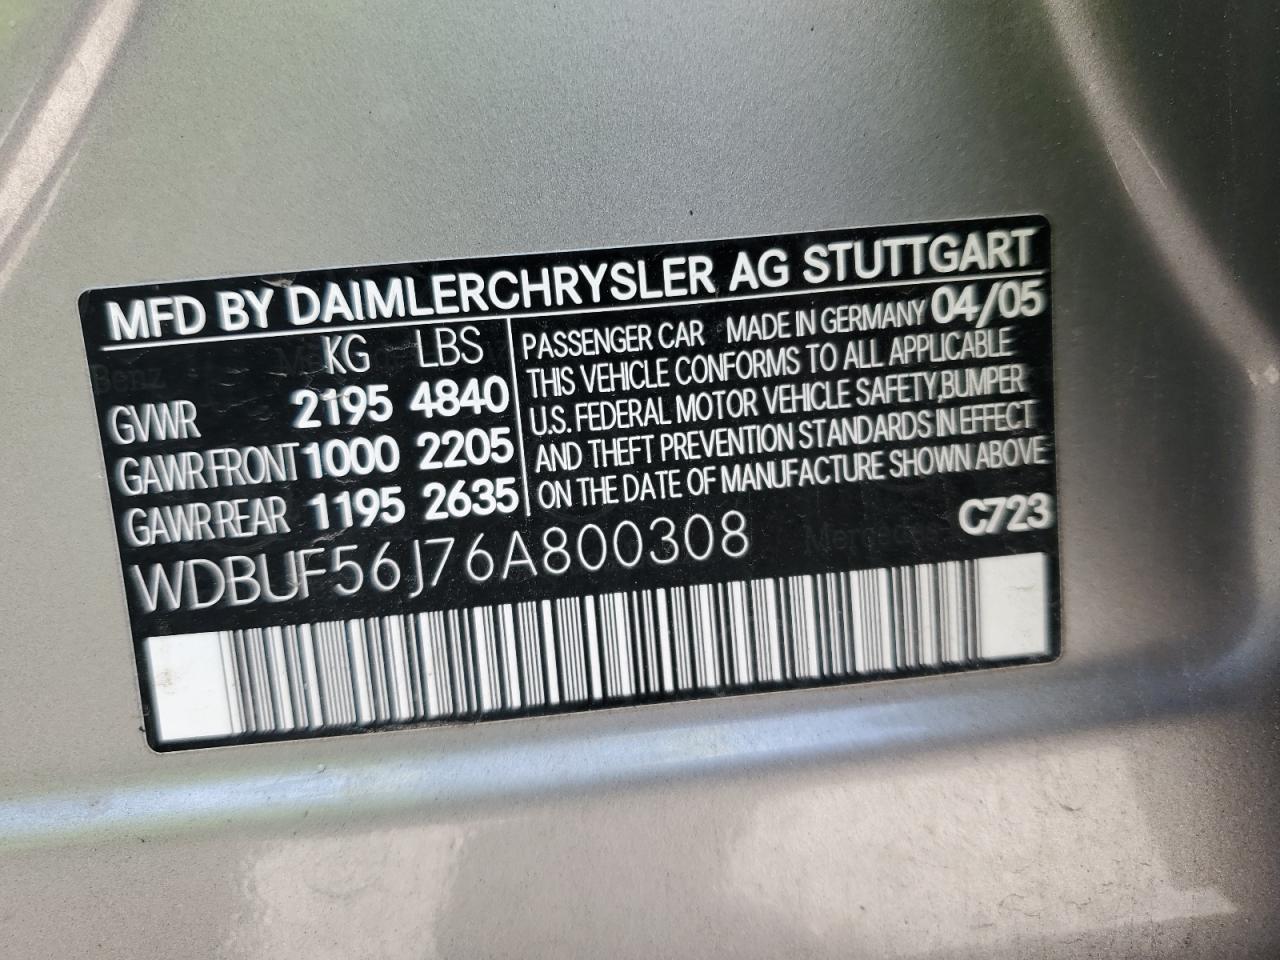 MFD BY DAIMLERCHRYSLER AG STUTTGART
KG LBS
GVWR 2195 4840
GAWR FRONT 1000 2205
GAWR REAR 1195 2635
PASSENGER CAR MADE IN GERMANY 04/05
THIS VEHICLE CONFORMS TO ALL APPLICABLE
U.S. FEDERAL MOTOR VEHICLE SAFETY, BUMPER
AND THEFT PREVENTION STANDARDS IN EFFECT
ON THE DATE OF MANUFACTURE SHOWN ABOVE
WDBUF56J76A800308
C723
Benz
Mercedes